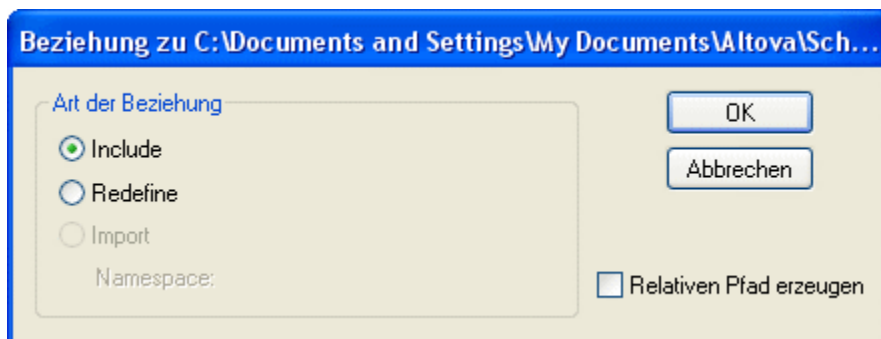 Beziehung zu C:\Documents and Settings\My Documents\Altova\Sch...
Art der Beziehung
Include
Redefine
Import
Namespace:
OK
Abbrechen
Relativen Pfad erzeugen